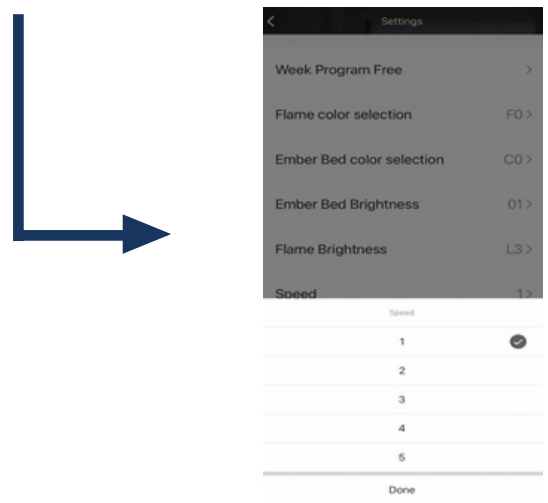 Settings
Week Program Free >
Flame color selection F0 >
Ember Bed color selection C0 >
Ember Bed Brightness 01 >
Flame Brightness L3 >
Speed 1 >
Speed
1
2
3
4
5
Done